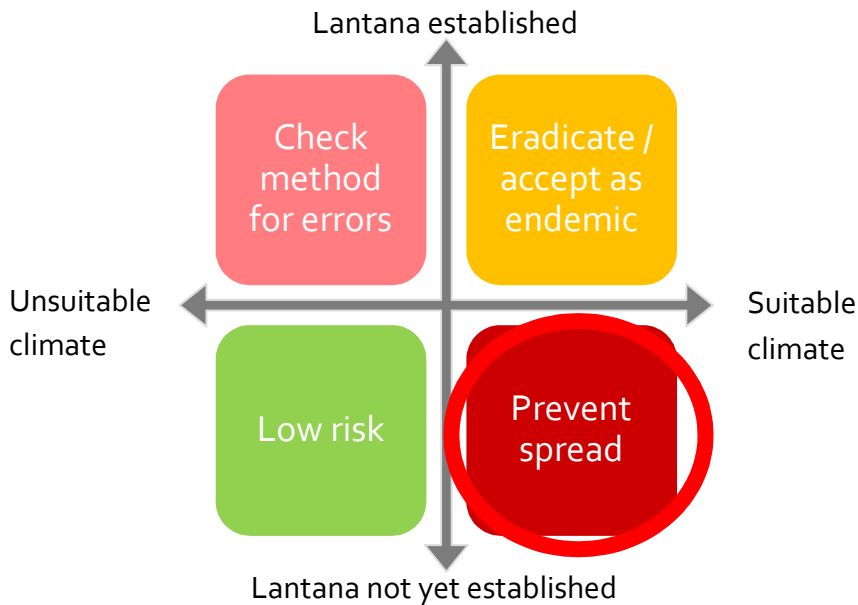 Lantana established
Check
method
for errors
Eradicate /
accept as
endemic
Unsuitable
climate
Suitable
climate
Low risk
Prevent
spread
Lantana not yet established